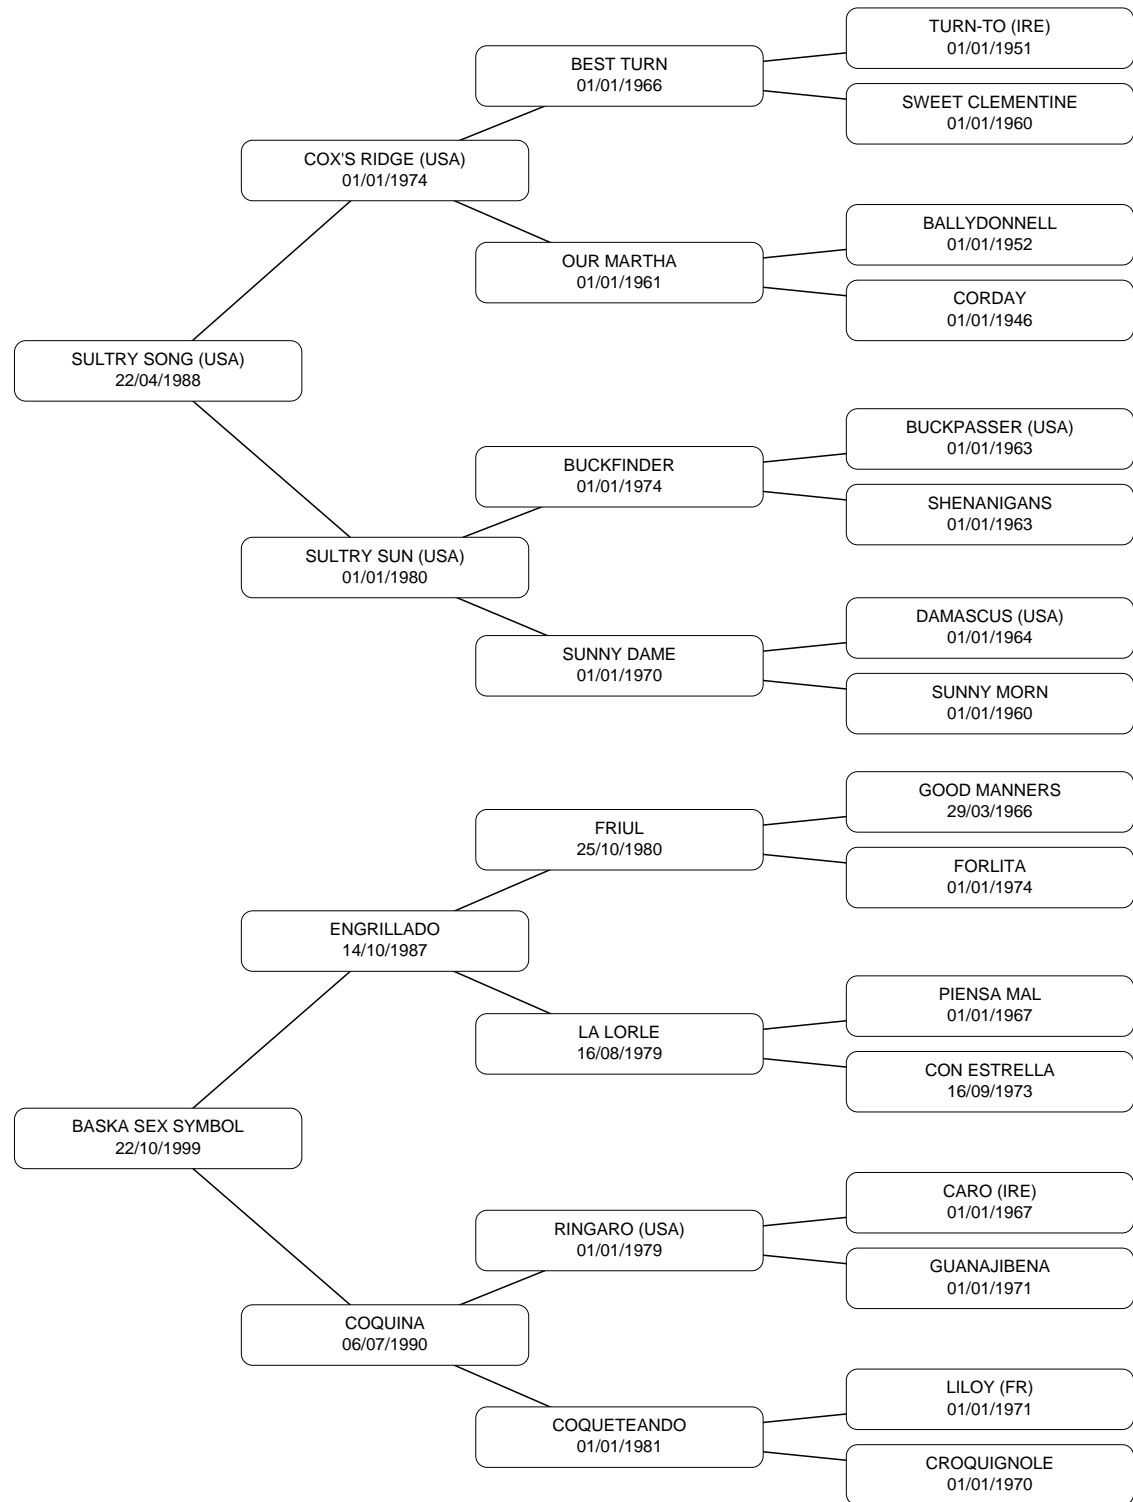 TURN-TO (IRE)
01/01/1951
BEST TURN
01/01/1966
SWEET CLEMENTINE
01/01/1960
COX'S RIDGE (USA)
01/01/1974
BALLYDONNELL
01/01/1952
OUR MARTHA
01/01/1961
CORDAY
01/01/1946
SULTRY SONG (USA)
22/04/1988
BUCKPASSER (USA)
01/01/1963
BUCKFINDER
01/01/1974
SHENANIGANS
01/01/1963
SULTRY SUN (USA)
01/01/1980
DAMASCUS (USA)
01/01/1964
SUNNY DAME
01/01/1970
SUNNY MORN
01/01/1960
GOOD MANNERS
29/03/1966
FRIUL
25/10/1980
FORLITA
01/01/1974
ENGRILLADO
14/10/1987
PIENSA MAL
01/01/1967
LA LORLE
16/08/1979
CON ESTRELLA
16/09/1973
BASKA SEX SYMBOL
22/10/1999
CARO (IRE)
01/01/1967
RINGARO (USA)
01/01/1979
GUANAJIBENA
01/01/1971
COQUINA
06/07/1990
LILOY (FR)
01/01/1971
COQUETEANDO
01/01/1981
CROQUIGNOLE
01/01/1970